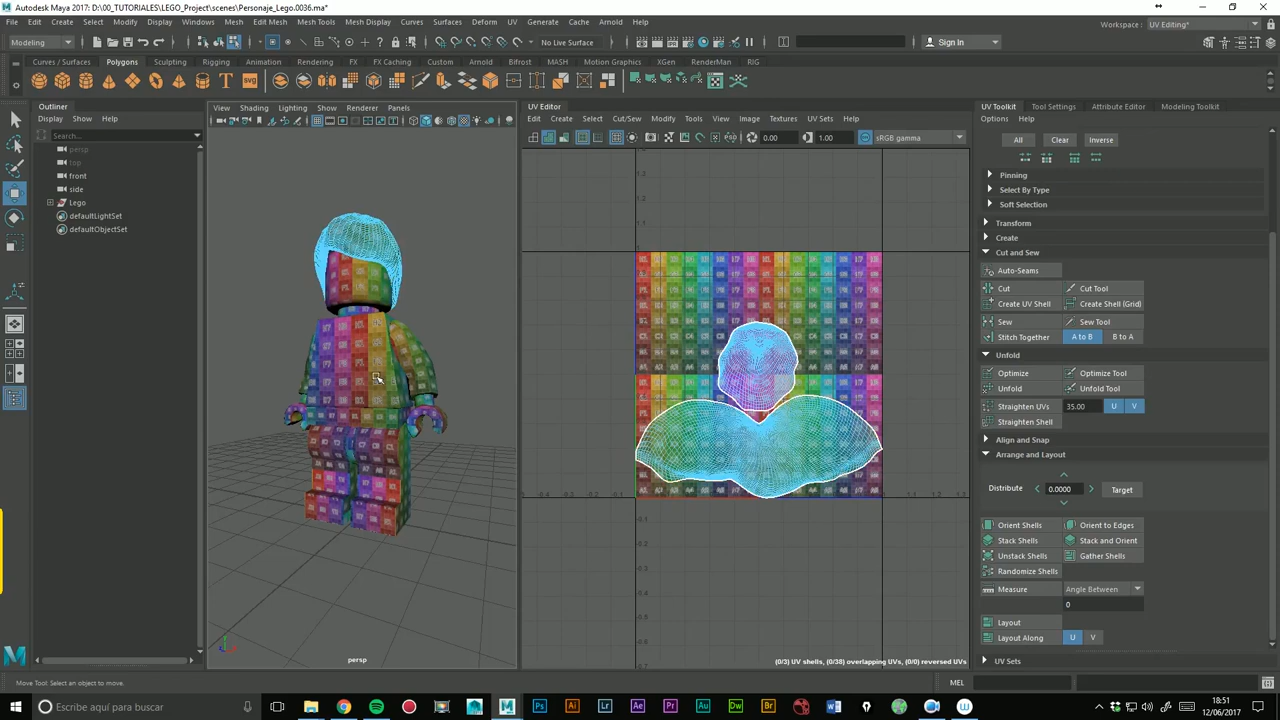 Autodesk Maya 2017: D:\00_TUTORIALES\LEGO_Project\scenes\Personaje_Lego.0036.ma*
File Edit Create Select Modify Display Windows Mesh Edit Mesh Mesh Tools Mesh Display Curves Surfaces Deform UV Generate Cache Arnold Help
Workspace : UV Editing*
Modeling
No Live Surface
Sign In
Curves / Surfaces Polygons Sculpting Rigging Animation Rendering FX FX Caching Custom Arnold Bifrost MASH Motion Graphics XGen RenderMan RIG
svg
Outliner
Display Show Help
Search...
persp
top
front
side
Lego
defaultLightSet
defaultObjectSet
View Shading Lighting Show Renderer Panels
persp
UV Editor
Edit Create Select Cut/Sew Modify Tools View Image Textures UV Sets Help
0.00 1.00 sRGB gamma
(0/3) UV shells, (0/38) overlapping UVs, (0/0) reversed UVs
UV Toolkit Tool Settings Attribute Editor Modeling Toolkit
Options Help
All Clear Inverse
Pinning
Select By Type
Soft Selection
Transform
Create
Cut and Sew
Auto-Seams
Cut Cut Tool
Create UV Shell Create Shell (Grid)
Sew Sew Tool
Stitch Together A to B B to A
Unfold
Optimize Optimize Tool
Unfold Unfold Tool
Straighten UVs 35.00 U V
Straighten Shell
Align and Snap
Arrange and Layout
Distribute 0.0000 Target
Orient Shells Orient to Edges
Stack Shells Stack and Orient
Unstack Shells Gather Shells
Randomize Shells
Measure Angle Between
0
Layout
Layout Along U V
UV Sets
Move Tool: Select an object to move.
MEL
Escribe aquí para buscar
Ps Ai Lr Ae Pr Au Dw Br
18:51
12/06/2017